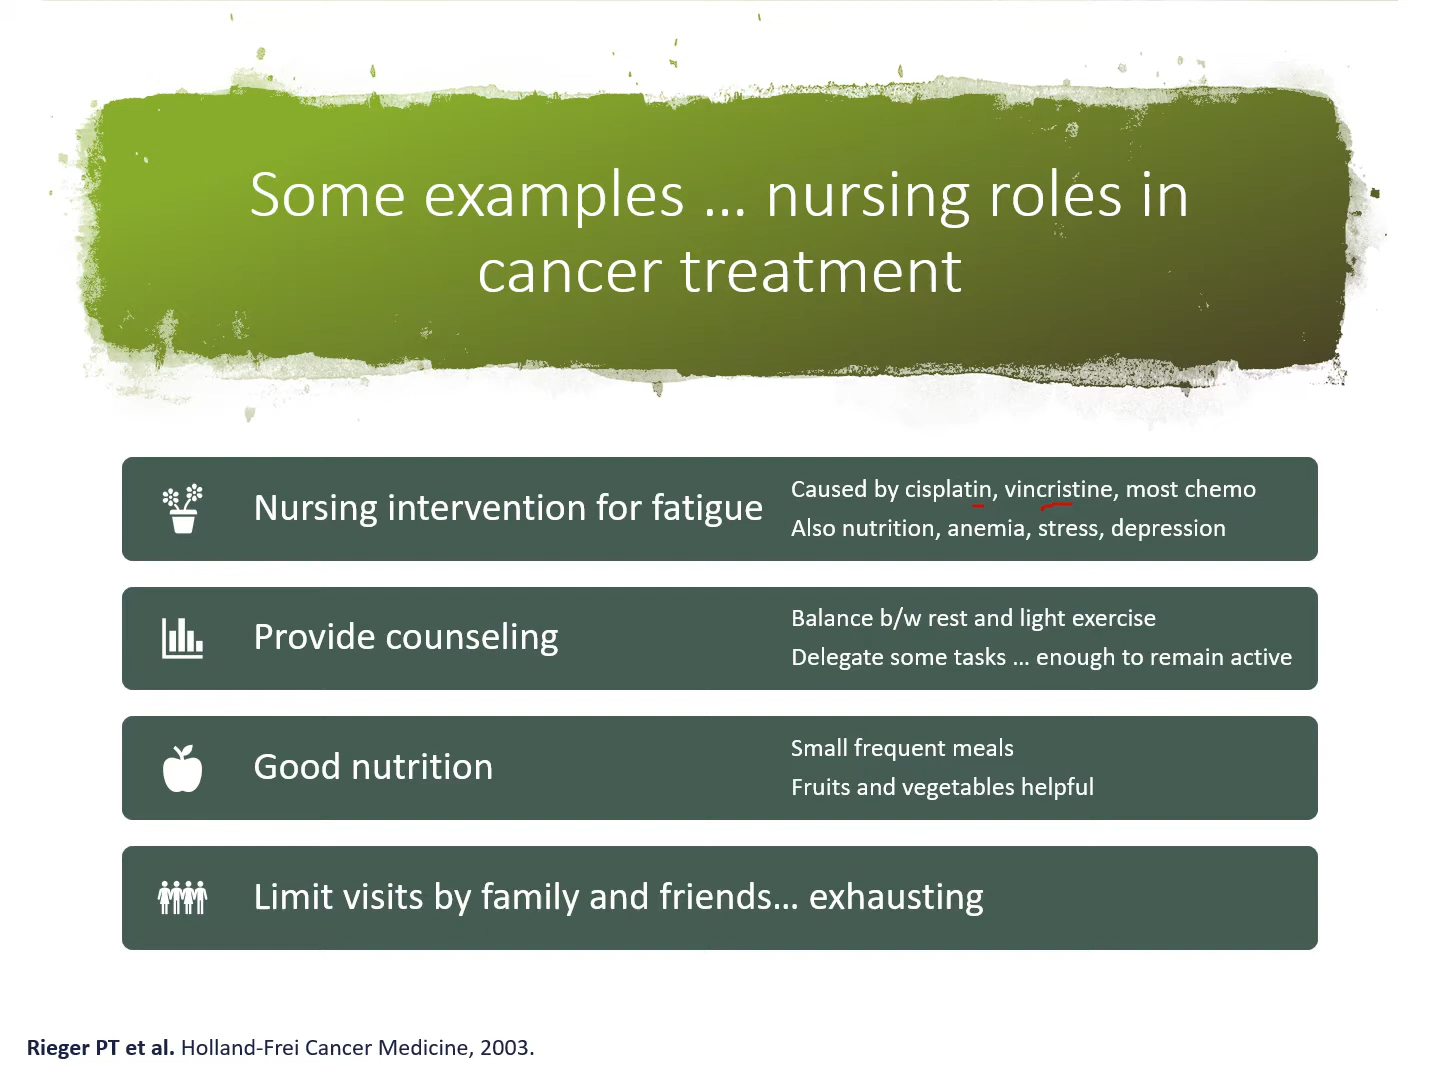 Some examples … nursing roles in
cancer treatment
Nursing intervention for fatigue
Caused by cisplatin, vincristine, most chemo
Also nutrition, anemia, stress, depression
Provide counseling
Balance b/w rest and light exercise
Delegate some tasks … enough to remain active
Good nutrition
Small frequent meals
Fruits and vegetables helpful
Limit visits by family and friends… exhausting
Rieger PT et al. Holland-Frei Cancer Medicine, 2003.